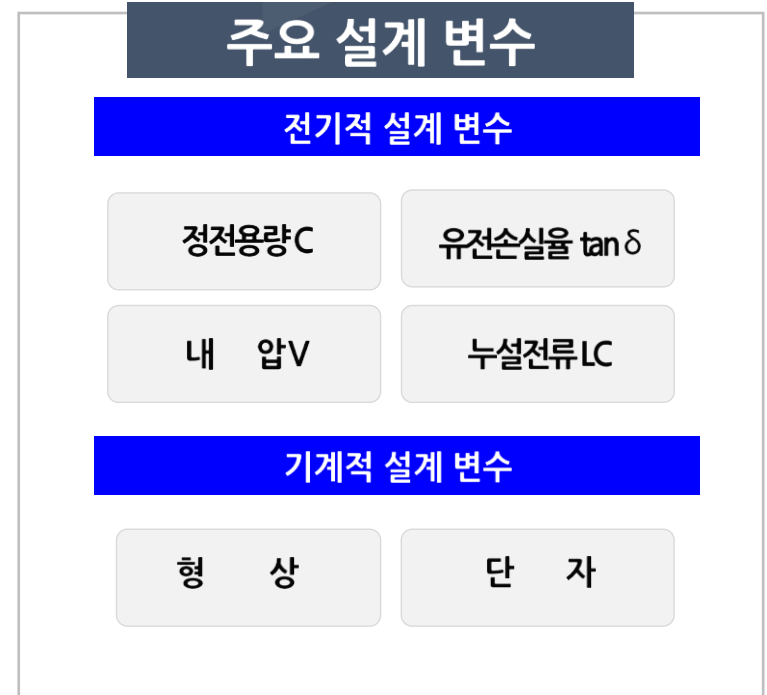 주요 설계 변수
전기적 설계 변수
정전용량 C
유전손실율 tan δ
내 압 V
누설전류 LC
기계적 설계 변수
형 상
단 자